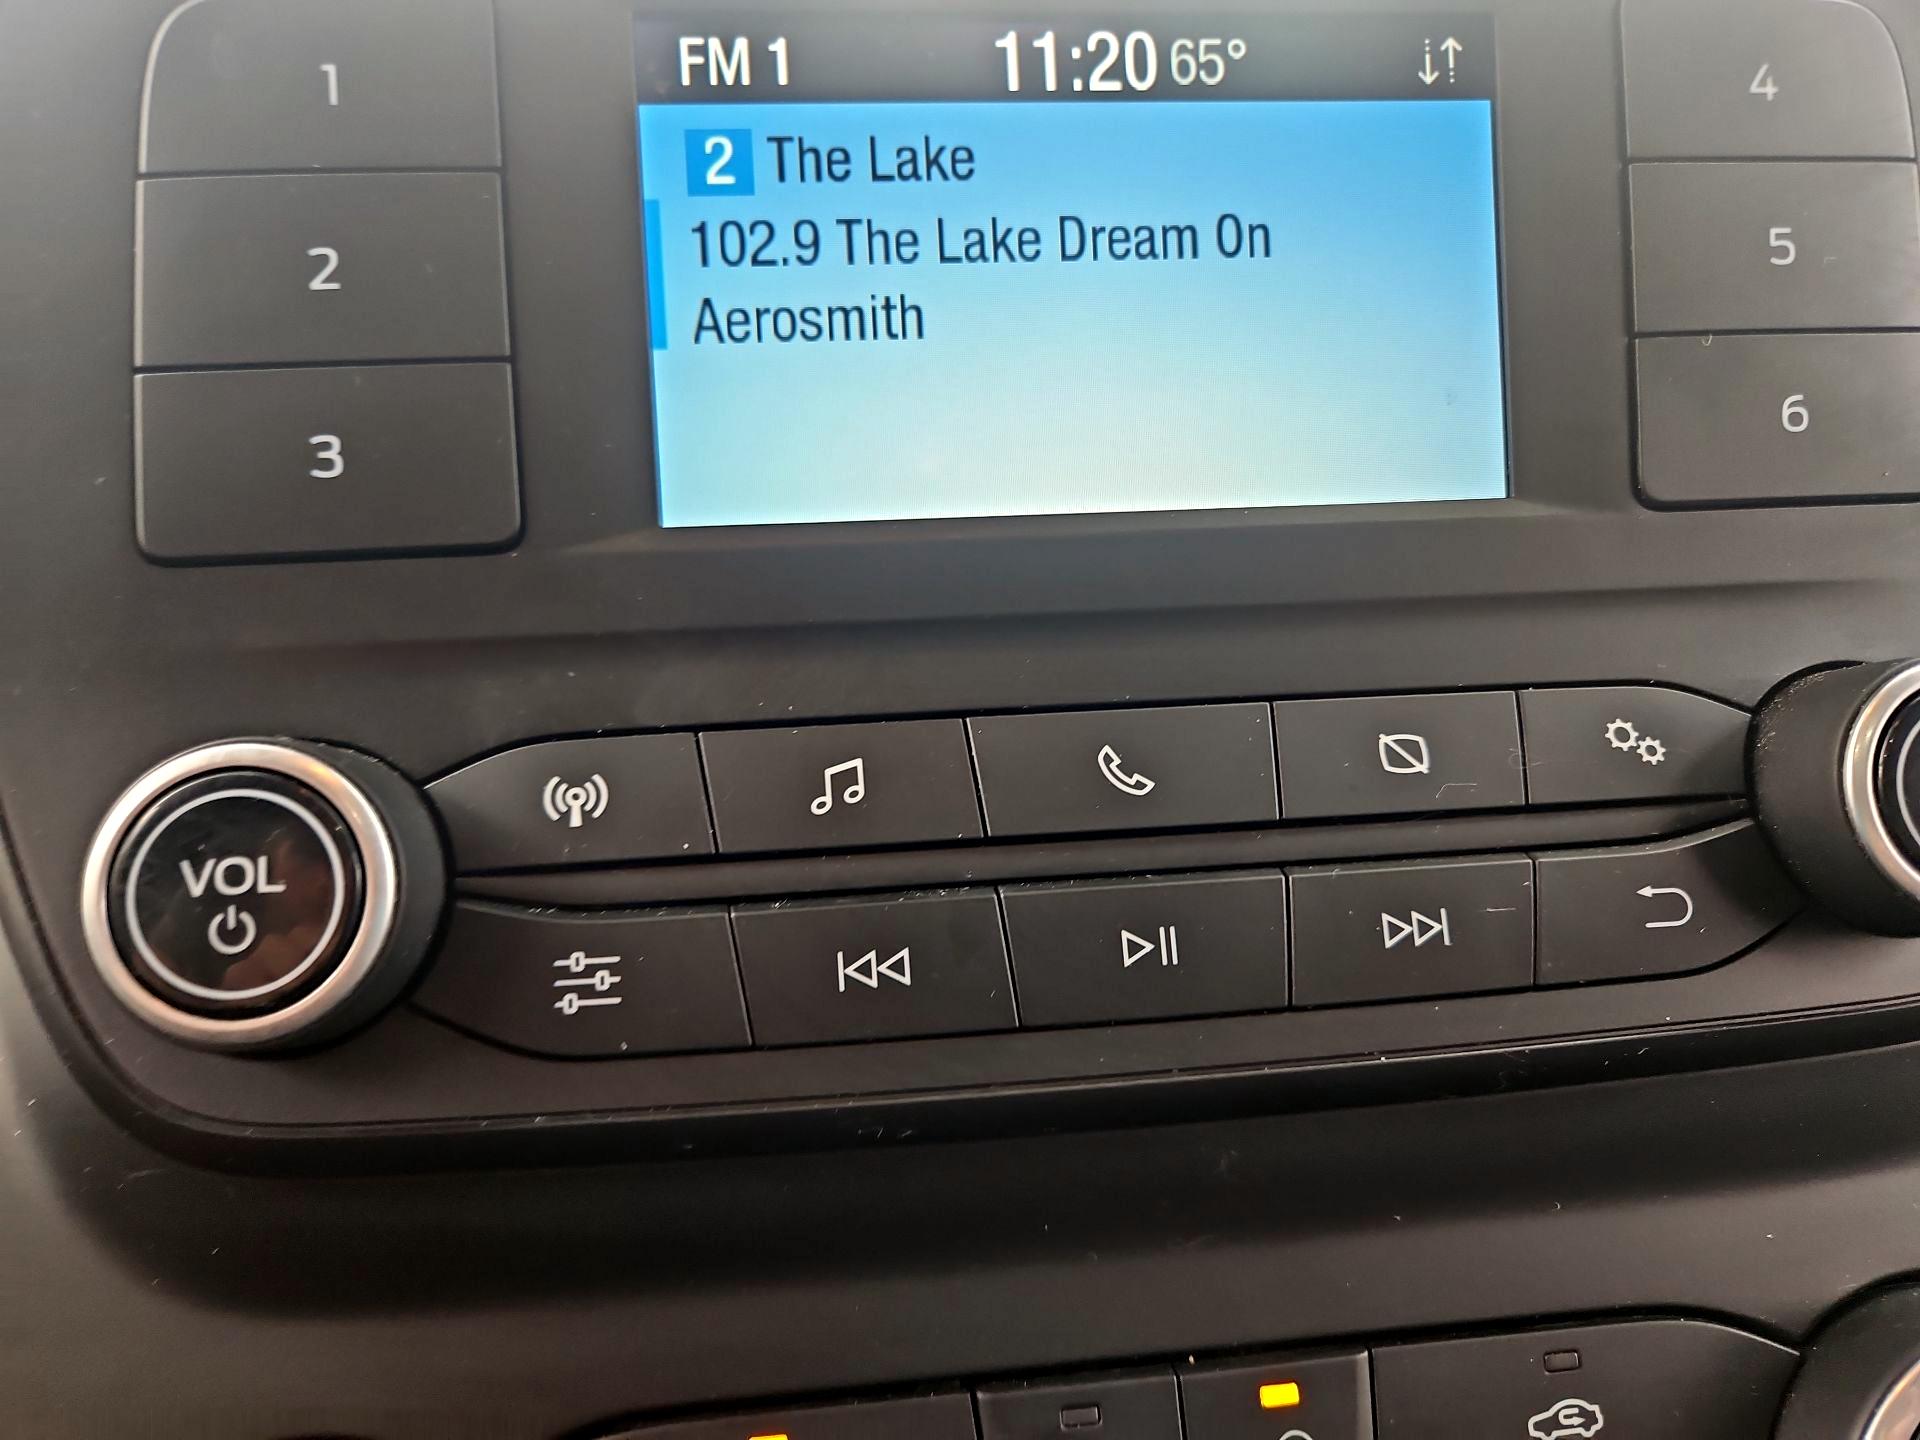 1
2
3
FM 1 11:20 65°
2 The Lake
102.9 The Lake Dream On
Aerosmith
4
5
6
VOL